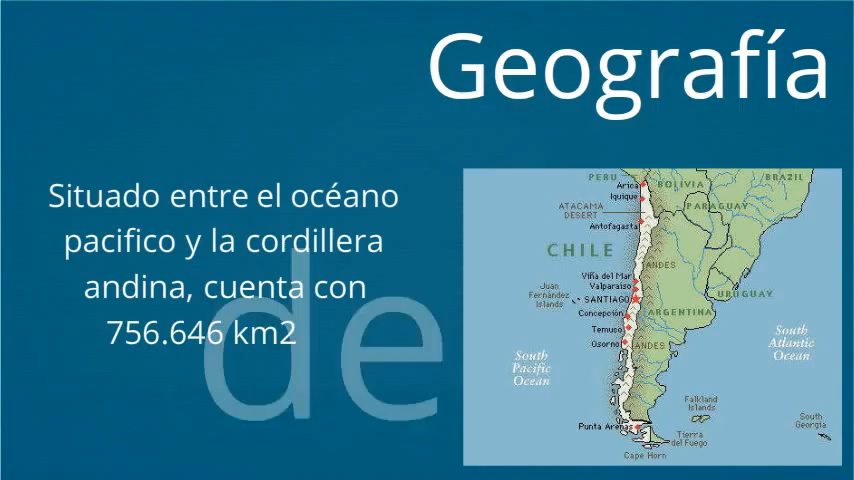 Geografía
Situado entre el océano
pacifico y la cordillera
andina, cuenta con
756.646 km2
de
PERU
BRAZIL
Arica
BOLIVIA
Iquique
ATACAMA
DESERT
PARAGUAY
Antofagasta
CHILE
ANDES
Viña del Mar
Valparaíso
Juan
Fernández
Islands
SANTIAGO
URUGUAY
Concepción
ARGENTINA
Temuco
Osorno
ANDES
South
Pacific
Ocean
South
Atlantic
Ocean
Falkland
Islands
South
Georgia
Punta Arenas
Tierra
del Fuego
Cape Horn